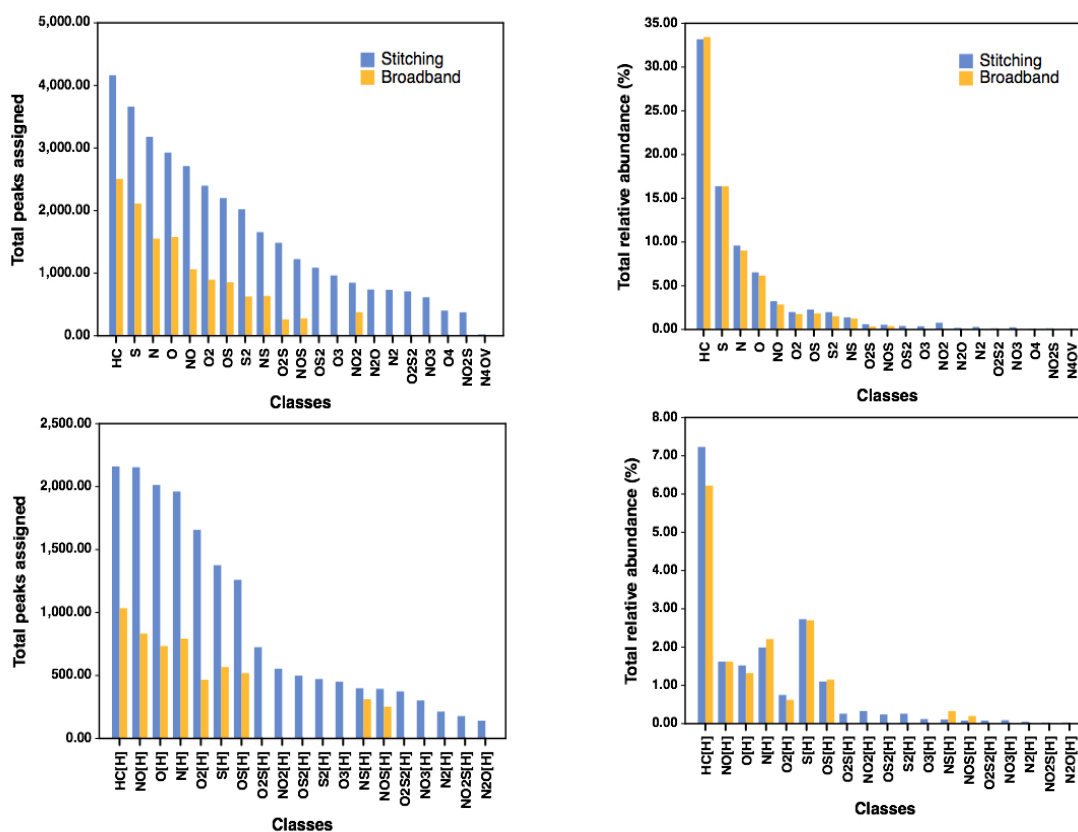 5,000.00
4,000.00
3,000.00
2,000.00
1,000.00
0.00
Total peaks assigned
Stitching
Broadband
HC S N O NO O2 OS S2 NS O2S NOS OS2 O3 NO2 N2O N2 O2S2 NO3 O4 NO2S N4OV
Classes
35.00
30.00
25.00
20.00
15.00
10.00
5.00
0.00
Total relative abundance (%)
Stitching
Broadband
HC S N O NO O2 OS S2 NS O2S NOS OS2 O3 NO2 N2O N2 O2S2 NO3 O4 NO2S N4OV
Classes
2,500.00
2,000.00
1,500.00
1,000.00
500.00
0.00
Total peaks assigned
HC[H] NO[H] O[H] N[H] O2[H] S[H] OS[H] O2S[H] NO2[H] OS2[H] S2[H] O3[H] NS[H] NOS[H] O2S2[H] NO3[H] N2[H] NO2S[H] N2O[H]
Classes
8.00
7.00
6.00
5.00
4.00
3.00
2.00
1.00
0.00
Total relative abundance (%)
HC[H] NO[H] O[H] N[H] O2[H] S[H] OS[H] O2S[H] NO2[H] OS2[H] S2[H] O3[H] NS[H] NOS[H] O2S2[H] NO3[H] N2[H] NO2S[H] N2O[H]
Classes